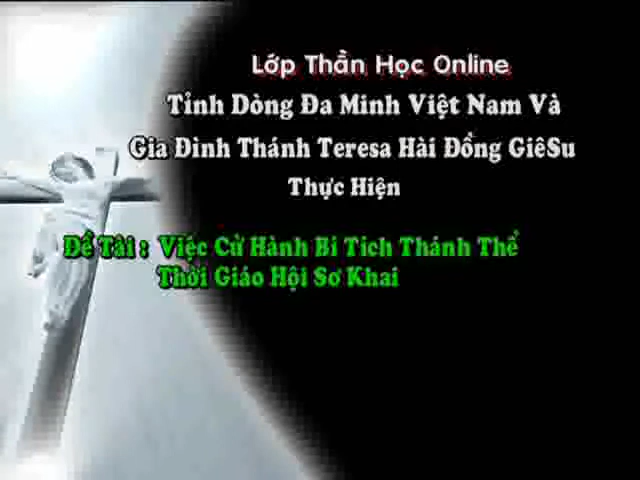 Lớp Thần Học Online
Tỉnh Dòng Đa Minh Việt Nam Và
Gia Đình Thánh Teresa Hài Đồng GiêSu
Thực Hiện
Đề Tài : Việc Cử Hành Bí Tích Thánh Thể
Thời Giáo Hội Sơ Khai